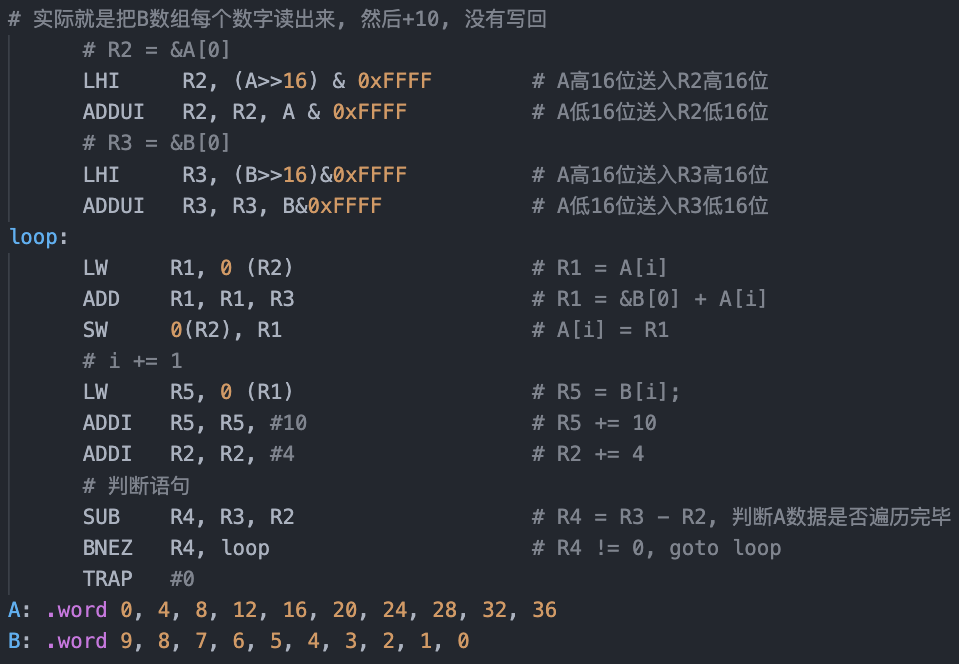 # 实际就是把B数组每个数字读出来, 然后+10, 没有写回
# R2 = &A[0]
LHI R2, (A>>16) & 0xFFFF # A高16位送入R2高16位
ADDUI R2, R2, A & 0xFFFF # A低16位送入R2低16位
# R3 = &B[0]
LHI R3, (B>>16)&0xFFFF # A高16位送入R3高16位
ADDUI R3, R3, B&0xFFFF # A低16位送入R3低16位
loop:
LW R1, 0 (R2) # R1 = A[i]
ADD R1, R1, R3 # R1 = &B[0] + A[i]
SW 0(R2), R1 # A[i] = R1
# i += 1
LW R5, 0 (R1) # R5 = B[i];
ADDI R5, R5, #10 # R5 += 10
ADDI R2, R2, #4 # R2 += 4
# 判断语句
SUB R4, R3, R2 # R4 = R3 - R2, 判断A数据是否遍历完毕
BNEZ R4, loop # R4 != 0, goto loop
TRAP #0
A: .word 0, 4, 8, 12, 16, 20, 24, 28, 32, 36
B: .word 9, 8, 7, 6, 5, 4, 3, 2, 1, 0